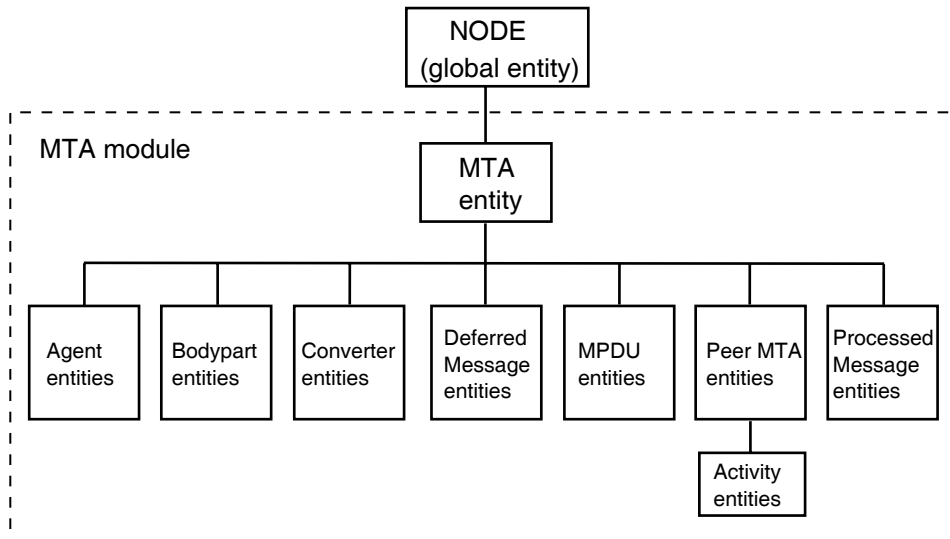 NODE
(global entity)
MTA module
MTA
entity
Agent
entities
Bodypart
entities
Converter
entities
Deferred
Message
entities
MPDU
entities
Peer MTA
entities
Processed
Message
entities
Activity
entities